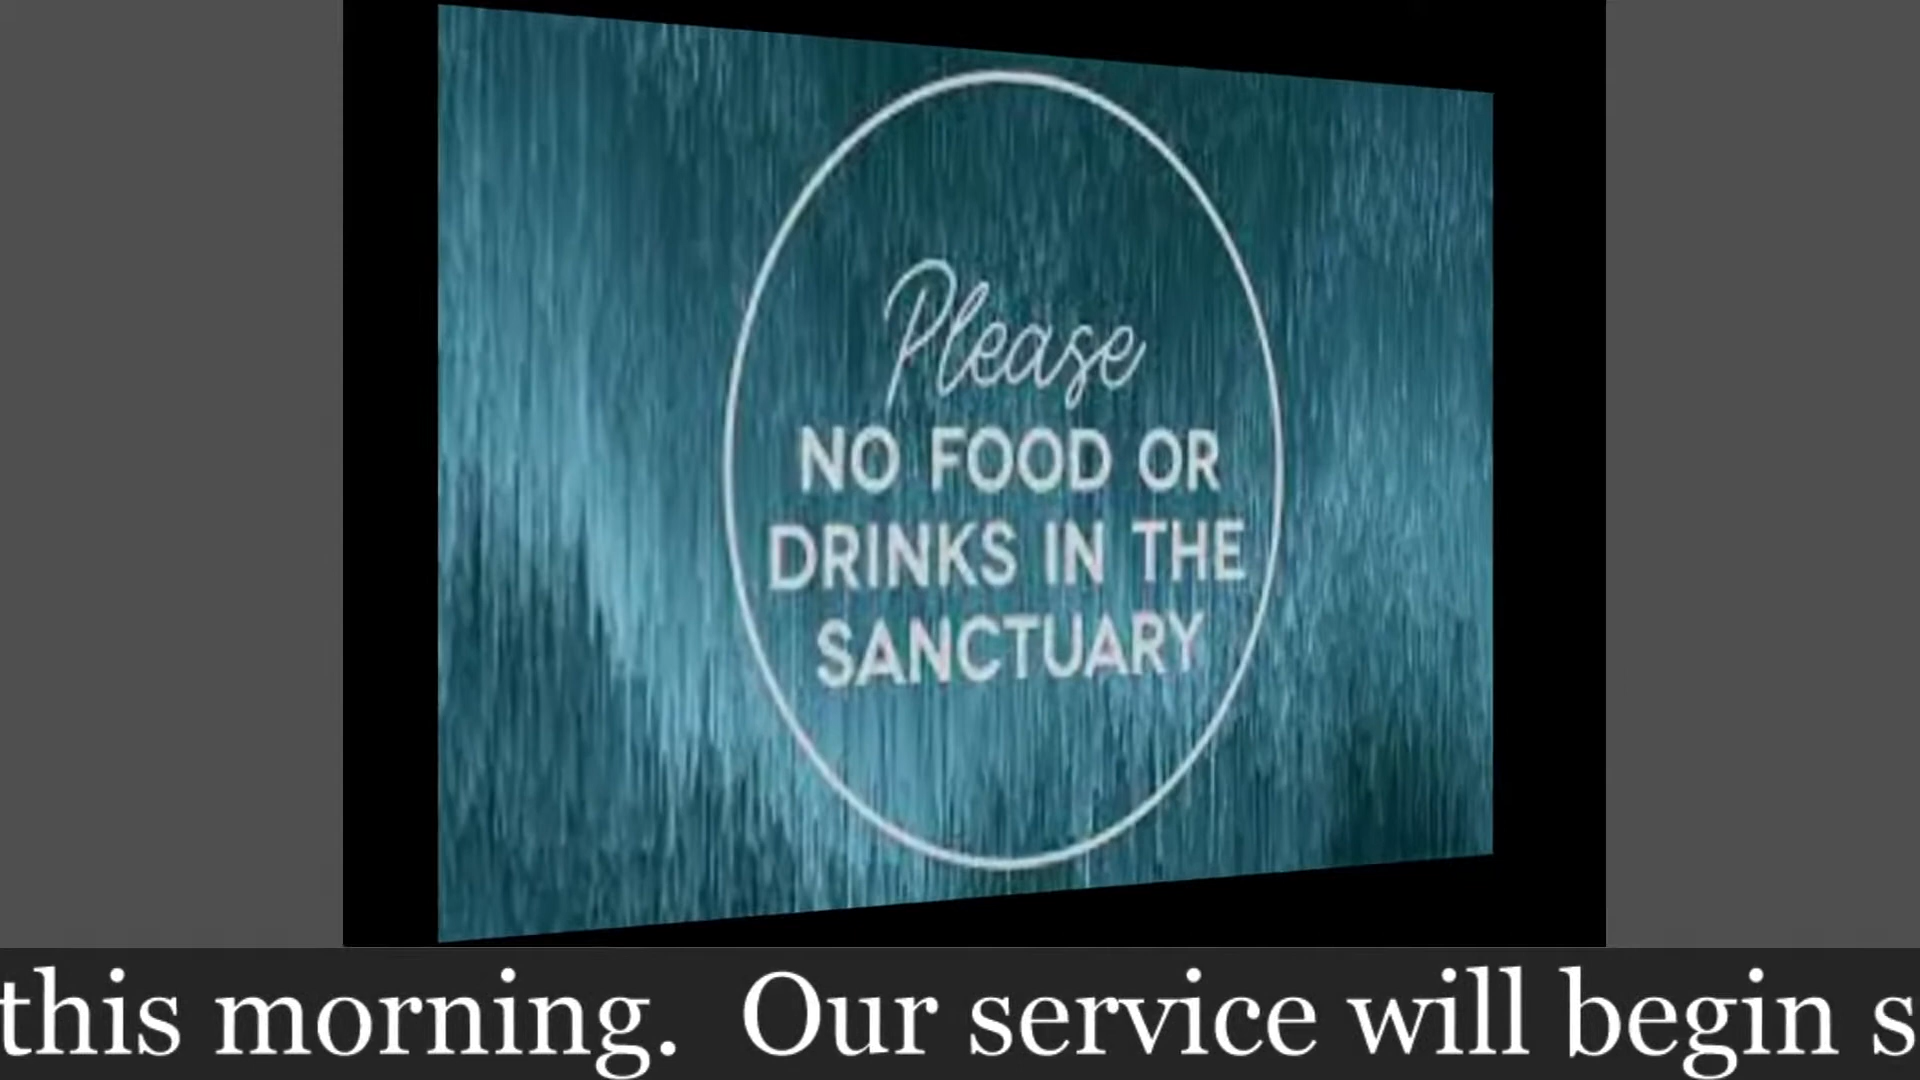 Please
NO FOOD OR
DRINKS IN THE
SANCTUARY
this morning.  Our service will begin s